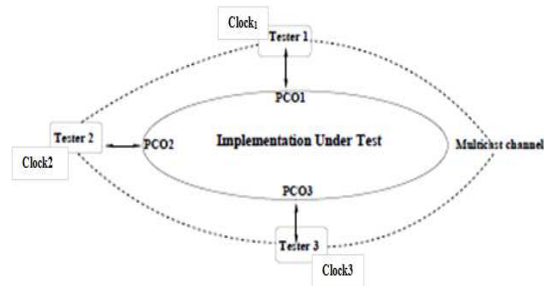 Clock1
Tester 1
PCO1
Tester 2
PCO2
Implementation Under Test
Multicast channel
Clock2
PCO3
Tester 3
Clock3